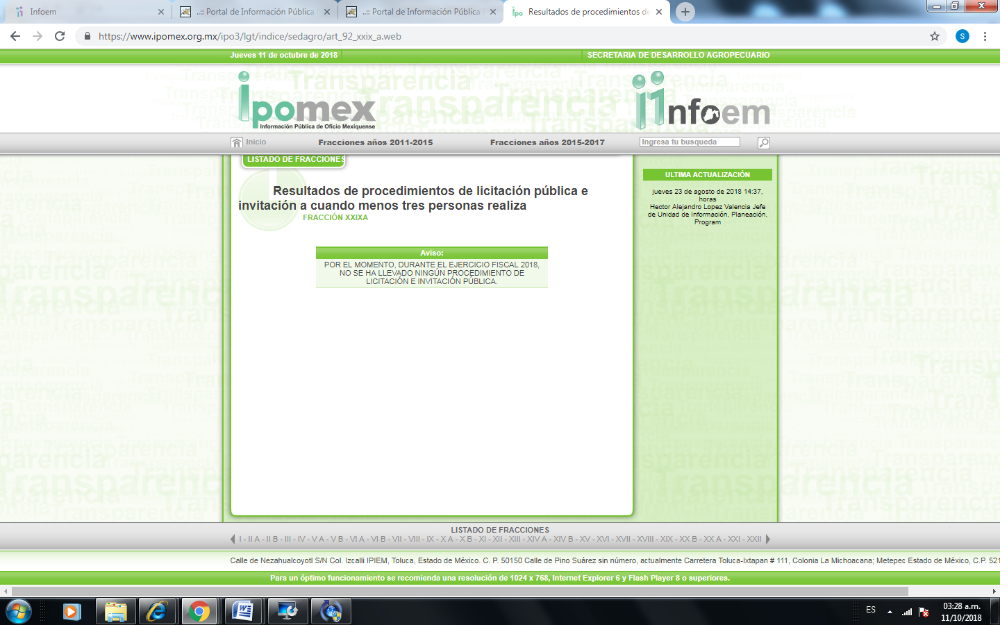 Infoem
..:: Portal de Información Pública
..:: Portal de Información Pública
Resultados de procedimientos de
https://www.ipomex.org.mx/ipo3/lgt/indice/sedagro/art_92_xxix_a.web
S
Jueves 11 de octubre de 2018
SECRETARIA DE DESARROLLO AGROPECUARIO
Transparencia
ipomex
Información Pública de Oficio Mexiquense
infoem
Inicio
Fracciones años 2011-2015
Fracciones años 2015-2017
Ingresa tu busqueda
LISTADO DE FRACCIONES
Resultados de procedimientos de licitación pública e
invitación a cuando menos tres personas realiza
FRACCIÓN XXIXA
Aviso:
POR EL MOMENTO, DURANTE EL EJERCICIO FISCAL 2018,
NO SE HA LLEVADO NINGÚN PROCEDIMIENTO DE
LICITACIÓN E INVITACIÓN PÚBLICA.
ULTIMA ACTUALIZACIÓN
jueves 23 de agosto de 2018 14:37,
horas
Hector Alejandro Lopez Valencia Jefe
de Unidad de Información, Planeación,
Program
LISTADO DE FRACCIONES
I - II A - II B - III - IV - V A - V B - VI A - VI B - VII - VIII - IX - X A - X B - XI - XII - XIII - XIV A - XIV B - XV - XVI - XVII - XVIII - XIX - XX B - XX A - XXI - XXII
Calle de Nezahualcoyotl S/N Col. Izcalli IPIEM, Toluca, Estado de México. C. P. 50150 Calle de Pino Suárez sin número, actualmente Carretera Toluca-Ixtapan # 111, Colonia La Michoacana; Metepec Estado de México, C.P. 521
Para un óptimo funcionamiento se recomienda una resolución de 1024 x 768, Internet Explorer 6 y Flash Player 8 o superiores.
ES
03:28 a.m.
11/10/2018